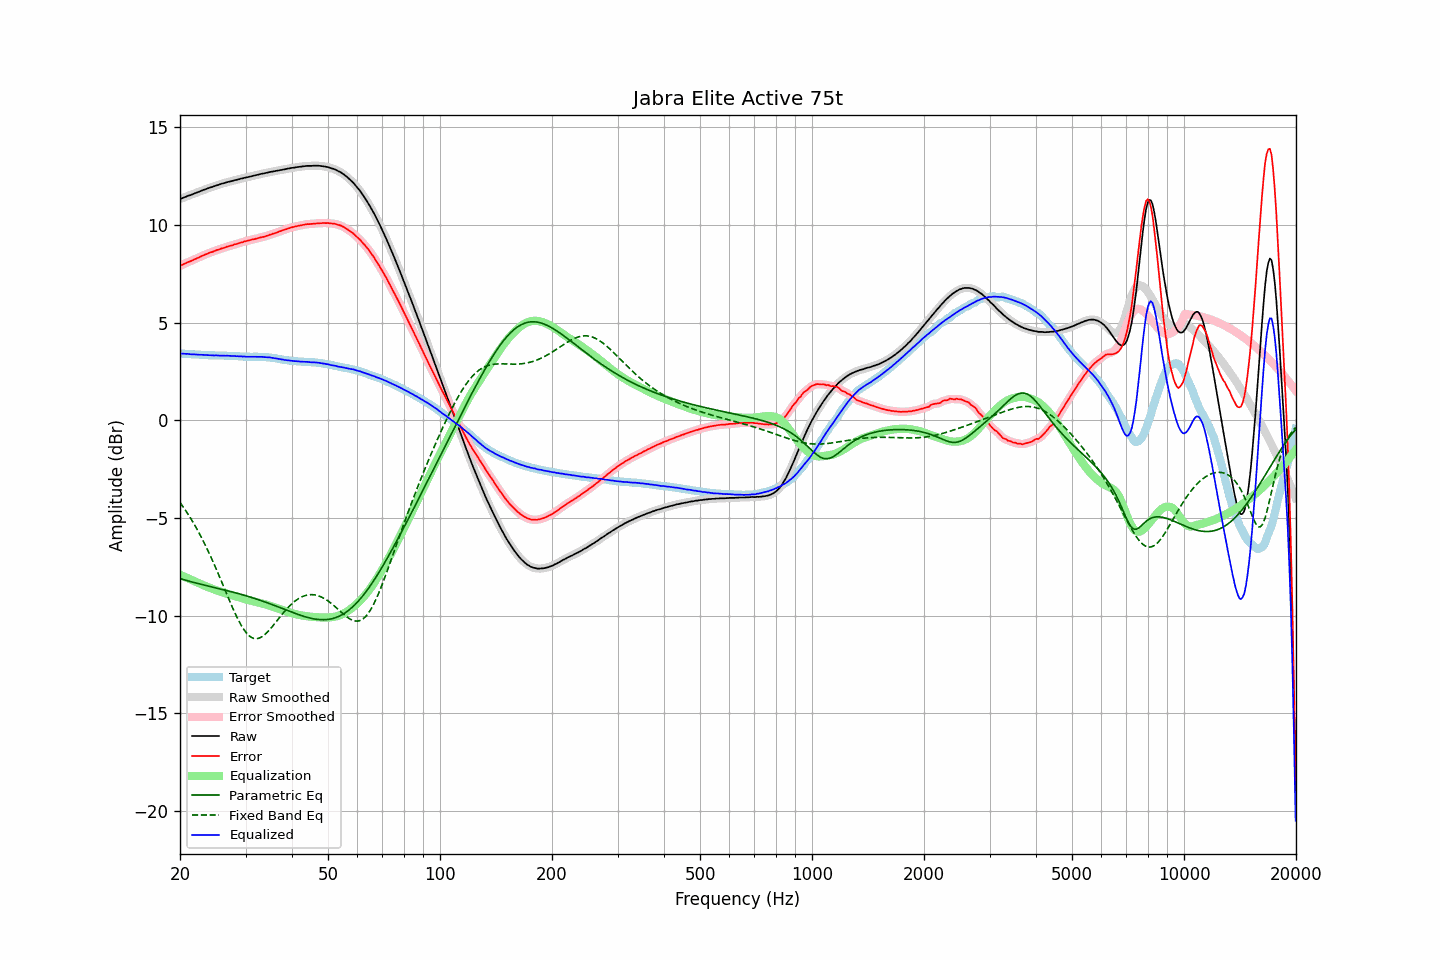 Jabra Elite Active 75t
15
10
5
0
−5
−10
−15
−20
Amplitude (dBr)
20
50
100
200
500
1000
2000
5000
10000
20000
Frequency (Hz)
Target
Raw Smoothed
Error Smoothed
Raw
Error
Equalization
Parametric Eq
Fixed Band Eq
Equalized